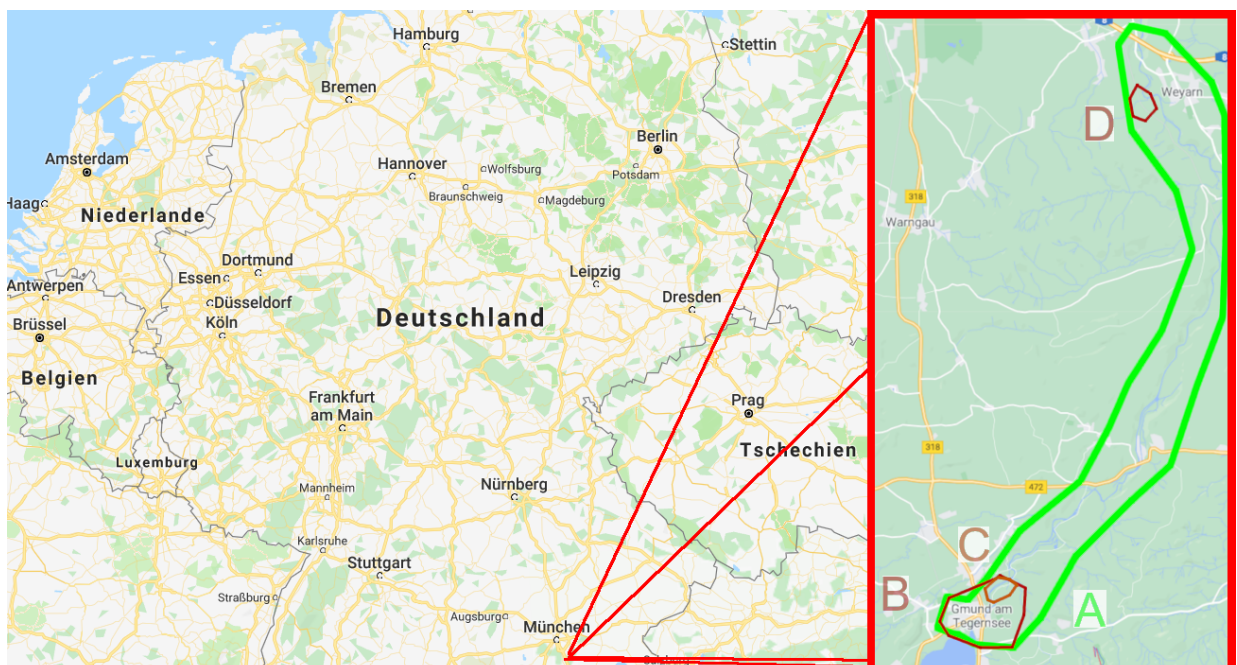 Hamburg
Stettin
Bremen
Berlin
Amsterdam
Hannover
Wolfsburg
Potsdam
Braunschweig
Magdeburg
Haag
Niederlande
Dortmund
Essen
Leipzig
Antwerpen
Düsseldorf
Dresden
Brüssel
Köln
Deutschland
Belgien
Frankfurt
am Main
Prag
Tschechien
Luxemburg
Mannheim
Nürnberg
Karlsruhe
Stuttgart
Straßburg
Augsburg
München
8
8
Weyarn
D
318
Warngau
318
472
C
B
Gmund am
Tegernsee
A